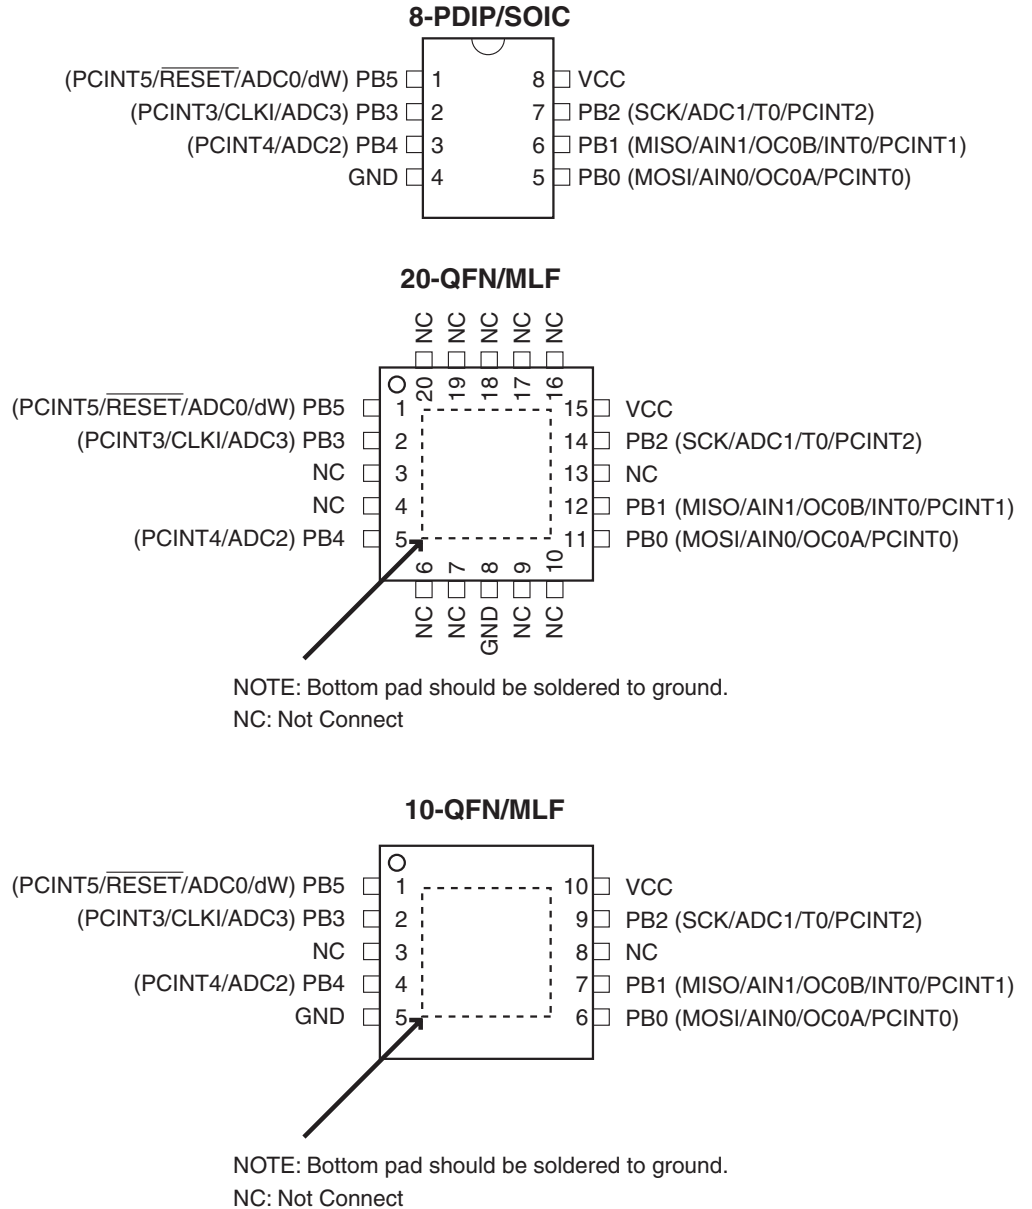 8-PDIP/SOIC
(PCINT5/RESET/ADC0/dW) PB5 1 8 VCC
(PCINT3/CLKI/ADC3) PB3 2 7 PB2 (SCK/ADC1/T0/PCINT2)
(PCINT4/ADC2) PB4 3 6 PB1 (MISO/AIN1/OC0B/INT0/PCINT1)
GND 4 5 PB0 (MOSI/AIN0/OC0A/PCINT0)
20-QFN/MLF
NC NC NC NC NC
20 19 18 17 16
(PCINT5/RESET/ADC0/dW) PB5 1 15 VCC
(PCINT3/CLKI/ADC3) PB3 2 14 PB2 (SCK/ADC1/T0/PCINT2)
NC 3 13 NC
NC 4 12 PB1 (MISO/AIN1/OC0B/INT0/PCINT1)
(PCINT4/ADC2) PB4 5 11 PB0 (MOSI/AIN0/OC0A/PCINT0)
6 7 8 9 10
NC NC GND NC NC
NOTE: Bottom pad should be soldered to ground.
NC: Not Connect
10-QFN/MLF
(PCINT5/RESET/ADC0/dW) PB5 1 10 VCC
(PCINT3/CLKI/ADC3) PB3 2 9 PB2 (SCK/ADC1/T0/PCINT2)
NC 3 8 NC
(PCINT4/ADC2) PB4 4 7 PB1 (MISO/AIN1/OC0B/INT0/PCINT1)
GND 5 6 PB0 (MOSI/AIN0/OC0A/PCINT0)
NOTE: Bottom pad should be soldered to ground.
NC: Not Connect